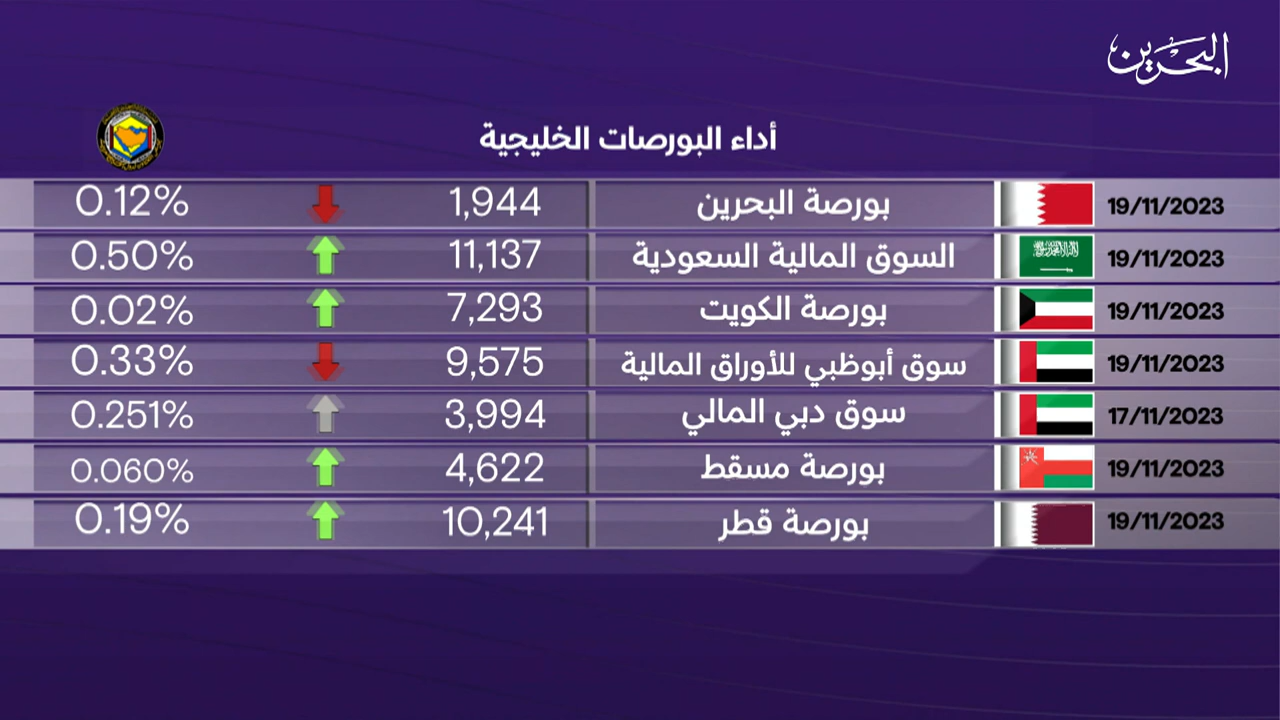 البحرين
أداء البورصات الخليجية
19/11/2023 بورصة البحرين 1,944 0.12%
19/11/2023 السوق المالية السعودية 11,137 0.50%
19/11/2023 بورصة الكويت 7,293 0.02%
19/11/2023 سوق أبوظبي للأوراق المالية 9,575 0.33%
17/11/2023 سوق دبي المالي 3,994 0.251%
19/11/2023 بورصة مسقط 4,622 0.060%
19/11/2023 بورصة قطر 10,241 0.19%